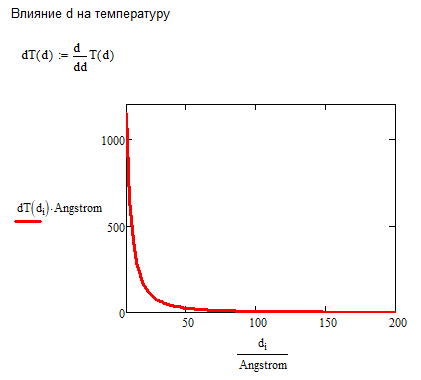 Влияние d на температуру
dT(d) := d/dd T(d)
1000
dT(d_i)·Angstrom
500
0
50 100 150 200
d_i
Angstrom